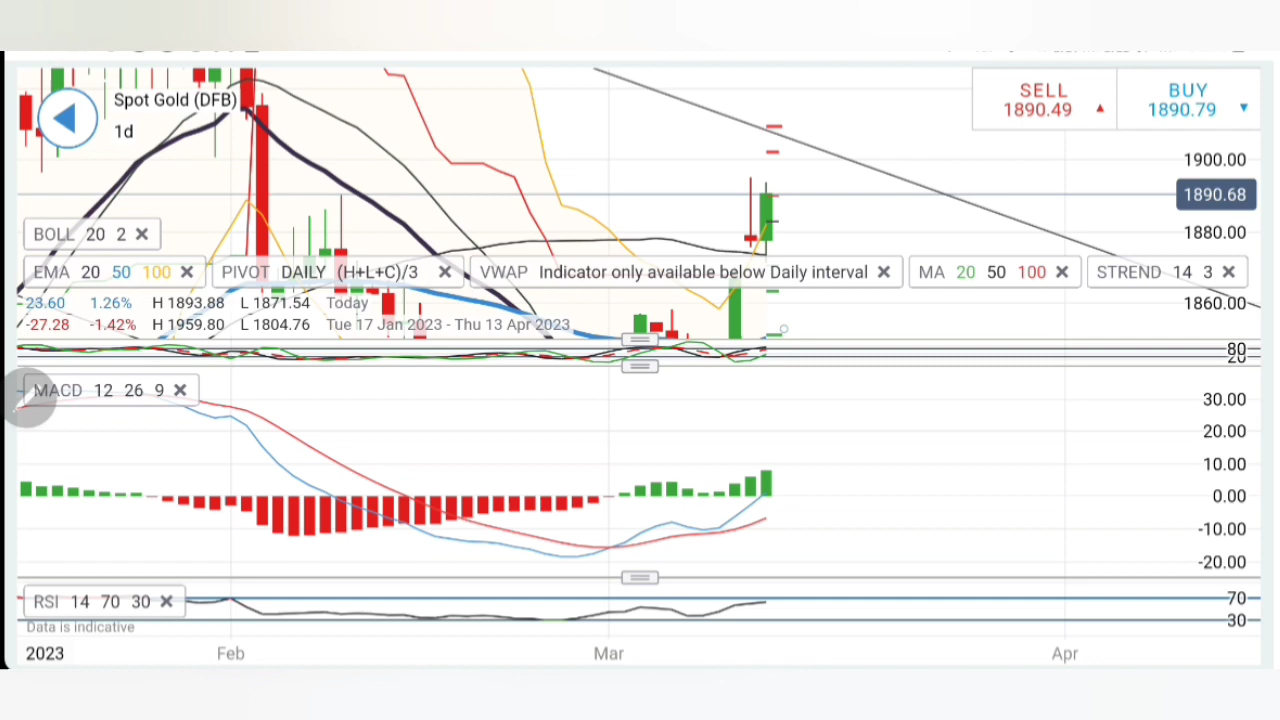 Spot Gold (DFB)
1d
SELL
1890.49
BUY
1890.79
1900.00
1890.68
1880.00
1860.00
BOLL 20 2
EMA 20 50 100
PIVOT DAILY (H+L+C)/3
VWAP Indicator only available below Daily interval
MA 20 50 100
STREND 14 3
23.60 1.26% H 1893.88 L 1871.54 Today
-27.28 -1.42% H 1959.80 L 1804.76 Tue 17 Jan 2023 - Thu 13 Apr 2023
80
20
MACD 12 26 9
30.00
20.00
10.00
0.00
-10.00
-20.00
RSI 14 70 30
70
30
Data is indicative
2023 Feb Mar Apr